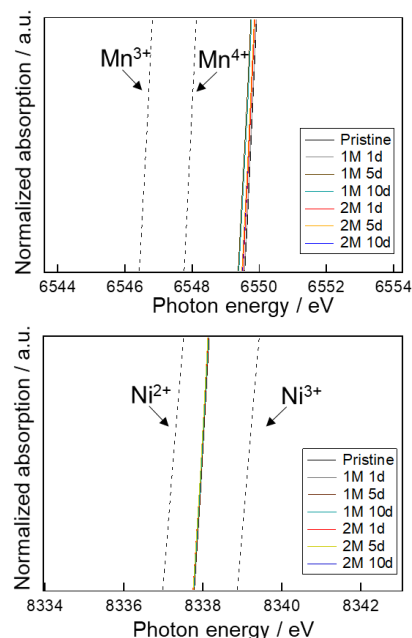 Normalized absorption / a.u.
Mn3+
Mn4+
Pristine
1M 1d
1M 5d
1M 10d
2M 1d
2M 5d
2M 10d
6544 6546 6548 6550 6552 6554
Photon energy / eV
Normalized absorption / a.u.
Ni2+
Ni3+
Pristine
1M 1d
1M 5d
1M 10d
2M 1d
2M 5d
2M 10d
8334 8336 8338 8340 8342
Photon energy / eV